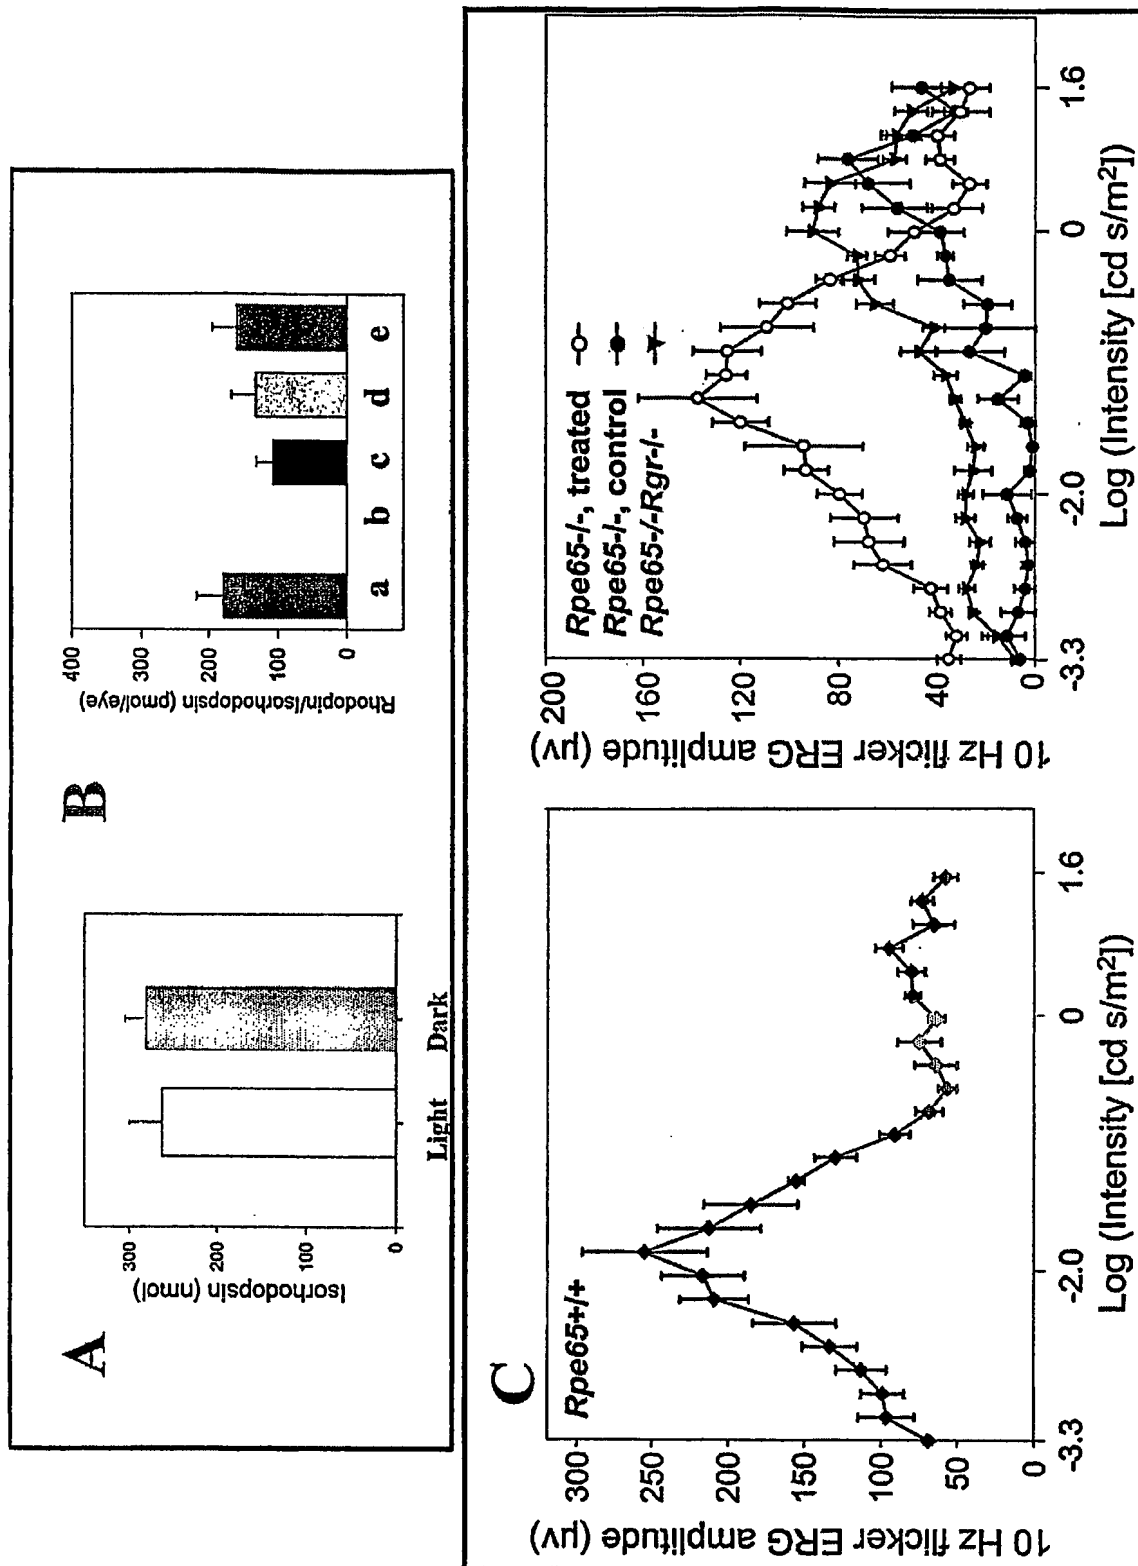 A
Isorhodopsin (nmol)
300
200
100
0
Light Dark
B
Rhodopin/Isorhodopsin (pmol/eye)
400
300
200
100
0
a b c d e
C
10 Hz flicker ERG amplitude
(µv)
300
250
200
150
100
50
0
Rpe65+/+
-3.3 -2.0 0 1.6
Log (Intensity [cd s/m²])
10 Hz flicker ERG amplitude
(µv)
200
160
120
80
40
0
Rpe65-/-, treated
Rpe65-/-, control
Rpe65-/-Rgr-/-
-3.3 -2.0 0 1.6
Log (Intensity [cd s/m²])